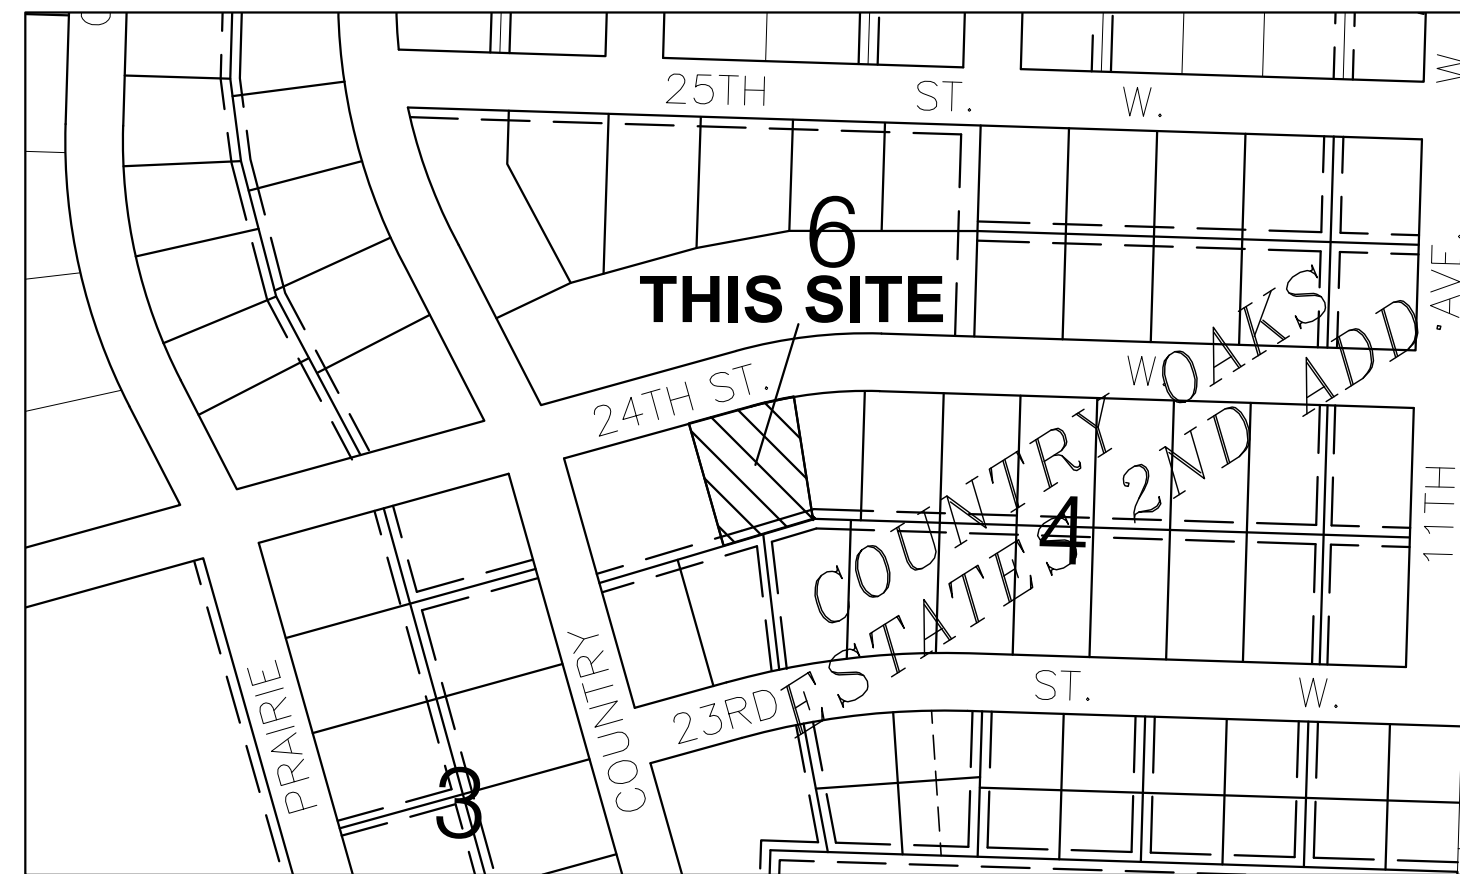 25TH ST. W.
6
THIS SITE
24TH ST. W.
COUNTRY OAKS
ESTATES 2ND ADD.
4
11TH AVE. W.
23RD ST. W.
PRAIRIE
COUNTRY
3